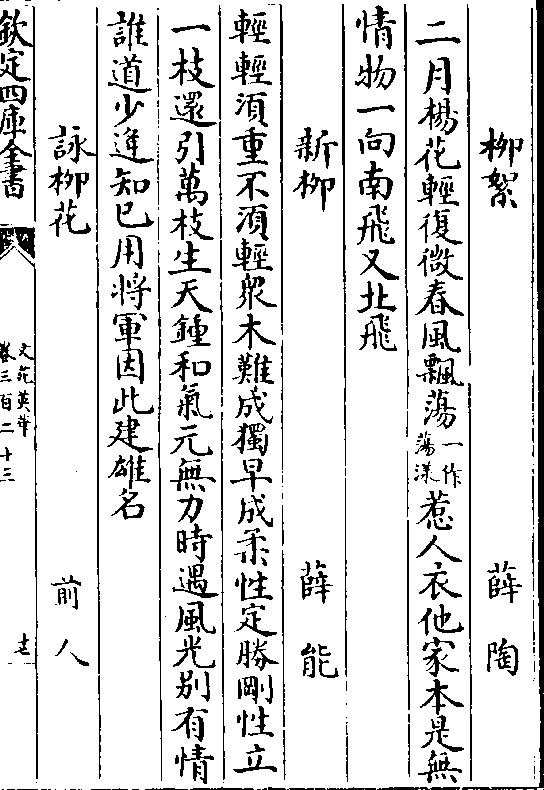 柳絮 薛陶
二月楊花輕復微春風飄蕩一作蕩漾惹人衣他家本是無
情物一向南飛又北飛
新柳 薛能
輕輕須重不須輕衆木難成獨早成柔性定勝剛性立
一枝還引萬枝生天鍾和氣元無力時遇風光别有情
誰道少逢知已用將軍因此建雄名
詠柳花 前人
欽定四庫全書
文苑英華
卷三百二十三